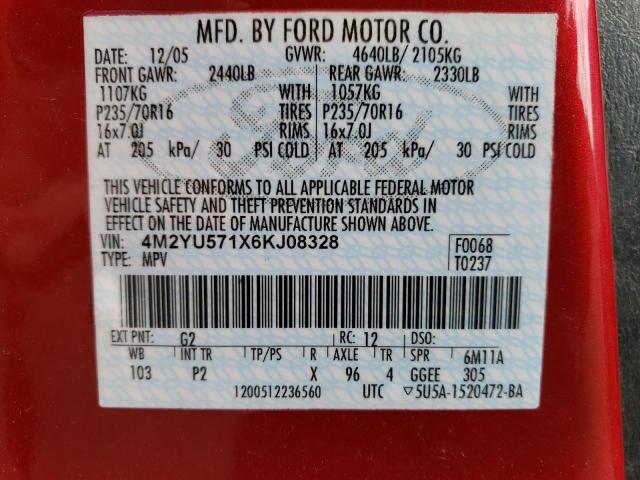 MFD. BY FORD MOTOR CO.
DATE: 12/05 GVWR: 4640LB/ 2105KG
FRONT GAWR: 2440LB REAR GAWR: 2330LB
1107KG WITH 1057KG WITH
P235/70R16 TIRES P235/70R16 TIRES
16x7.0J RIMS 16x7.0J RIMS
AT 205 kPa/ 30 PSI COLD AT 205 kPa/ 30 PSI COLD
THIS VEHICLE CONFORMS TO ALL APPLICABLE FEDERAL MOTOR
VEHICLE SAFETY AND THEFT PREVENTION STANDARDS IN
EFFECT ON THE DATE OF MANUFACTURE SHOWN ABOVE.
VIN: 4M2YU571X6KJ08328 F0068
TYPE: MPV T0237
EXT PNT: G2 RC: 12 DSO:
WB INT TR TP/PS R AXLE TR SPR 6M11A
103 P2 X 96 4 GGEE 305
1200512236560 UTC ▽5U5A-1520472-BA
Ford